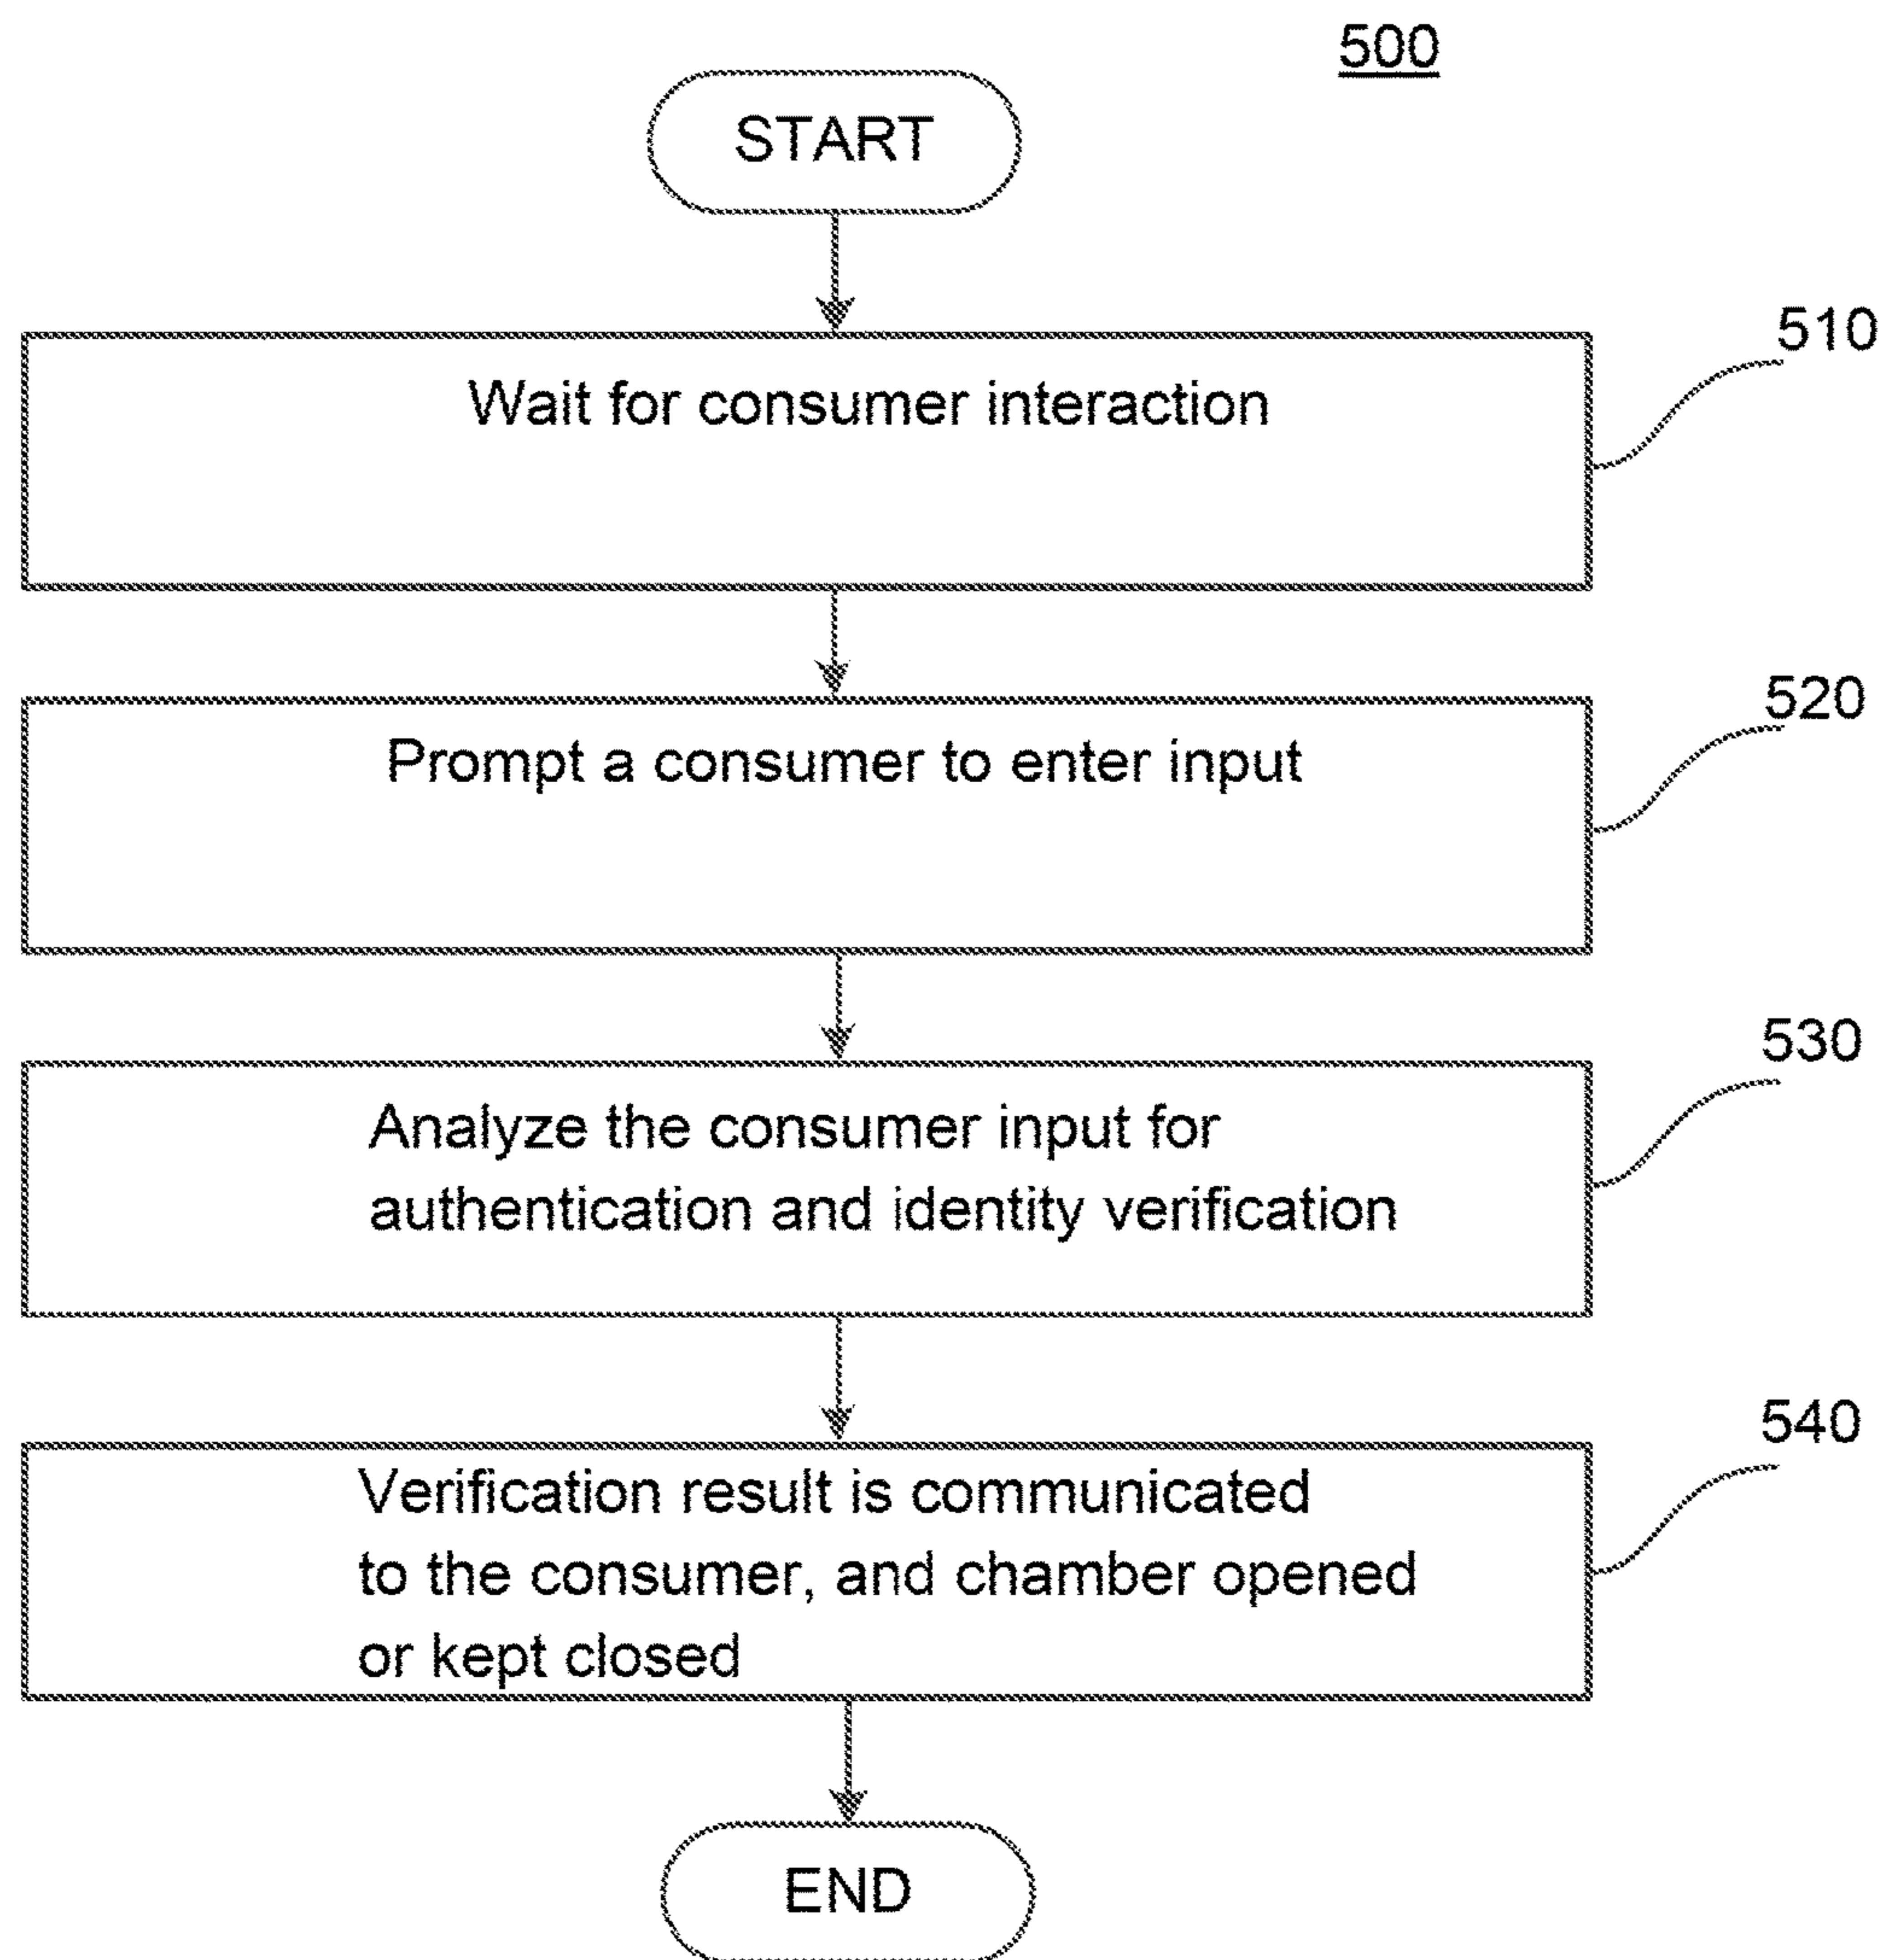 500
START
510
Wait for consumer interaction
520
Prompt a consumer to enter input
530
Analyze the consumer input for
authentication and identity verification
540
Verification result is communicated
to the consumer, and chamber opened
or kept closed
END